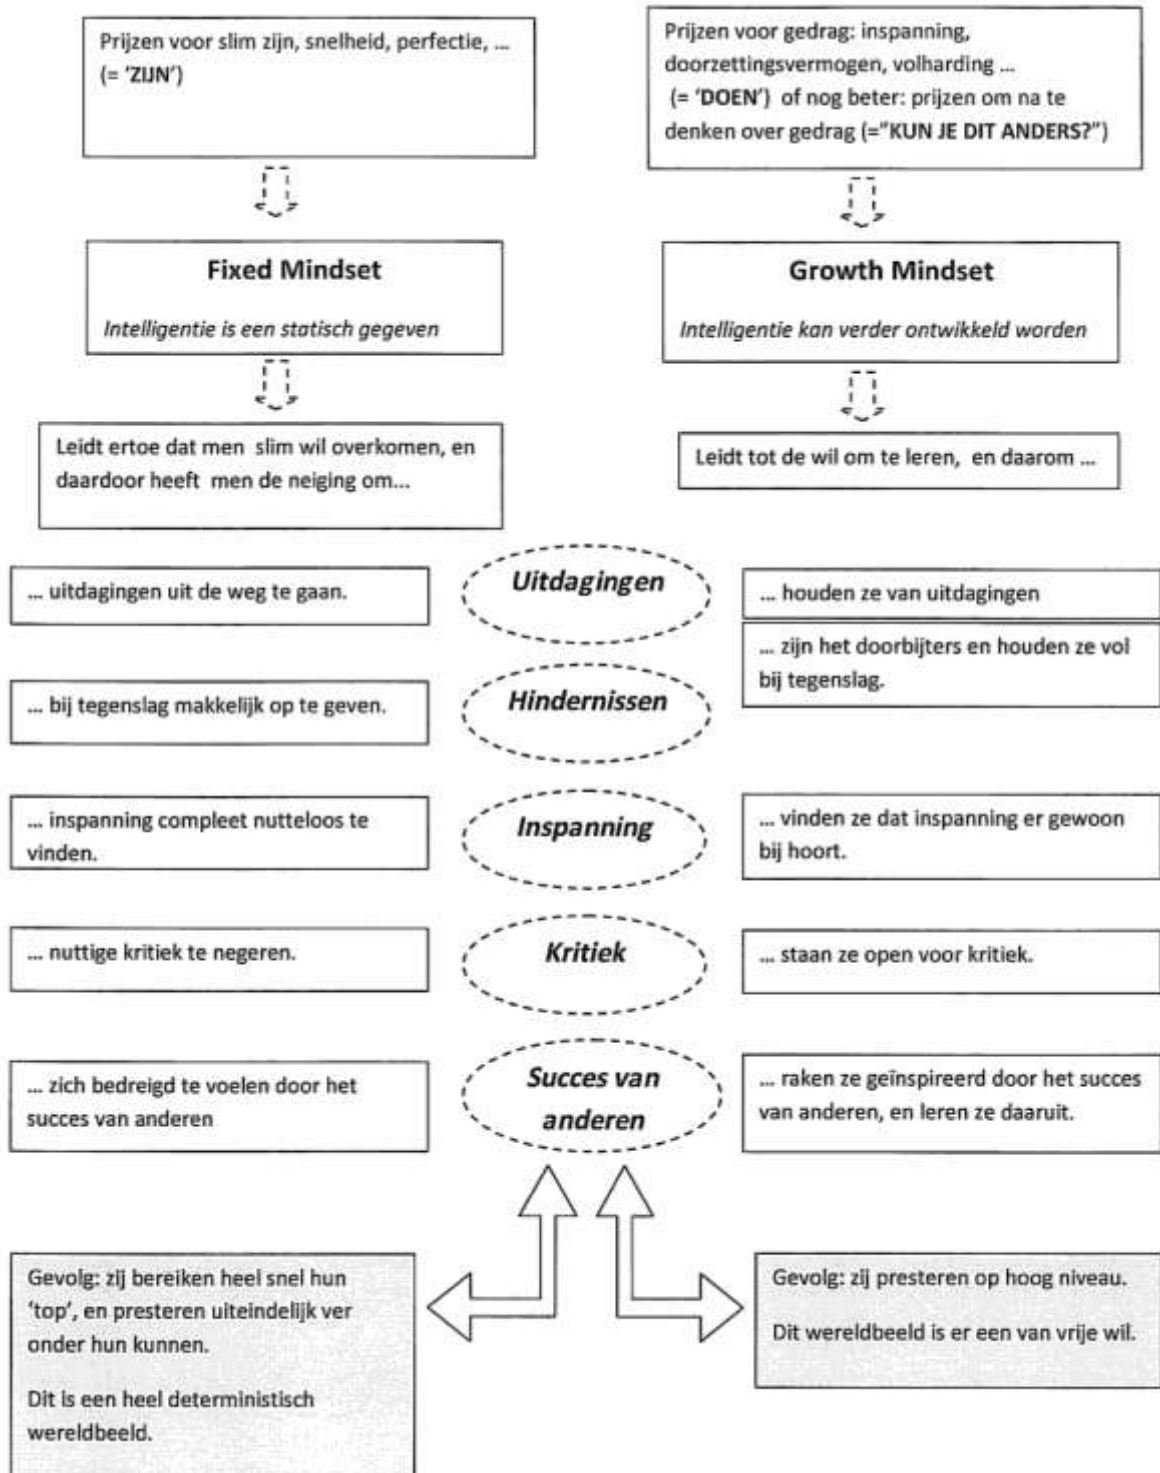 Prijzen voor slim zijn, snelheid, perfectie, ...
(= 'ZIJN')
Prijzen voor gedrag: inspanning,
doorzettingsvermogen, volharding ...
(= 'DOEN') of nog beter: prijzen om na te
denken over gedrag (="KUN JE DIT ANDERS?")
Fixed Mindset
Intelligentie is een statisch gegeven
Growth Mindset
Intelligentie kan verder ontwikkeld worden
Leidt ertoe dat men slim wil overkomen, en
daardoor heeft men de neiging om...
Leidt tot de wil om te leren, en daarom ...
... uitdagingen uit de weg te gaan.
Uitdagingen
... houden ze van uitdagingen
... bij tegenslag makkelijk op te geven.
Hindernissen
... zijn het doorbijters en houden ze vol
bij tegenslag.
... inspanning compleet nutteloos te
vinden.
Inspanning
... vinden ze dat inspanning er gewoon
bij hoort.
... nuttige kritiek te negeren.
Kritiek
... staan ze open voor kritiek.
... zich bedreigd te voelen door het
succes van anderen
Succes van
anderen
... raken ze geïnspireerd door het succes
van anderen, en leren ze daaruit.
Gevolg: zij bereiken heel snel hun
'top', en presteren uiteindelijk ver
onder hun kunnen.
Dit is een heel deterministisch
wereldbeeld.
Gevolg: zij presteren op hoog niveau.
Dit wereldbeeld is er een van vrije wil.